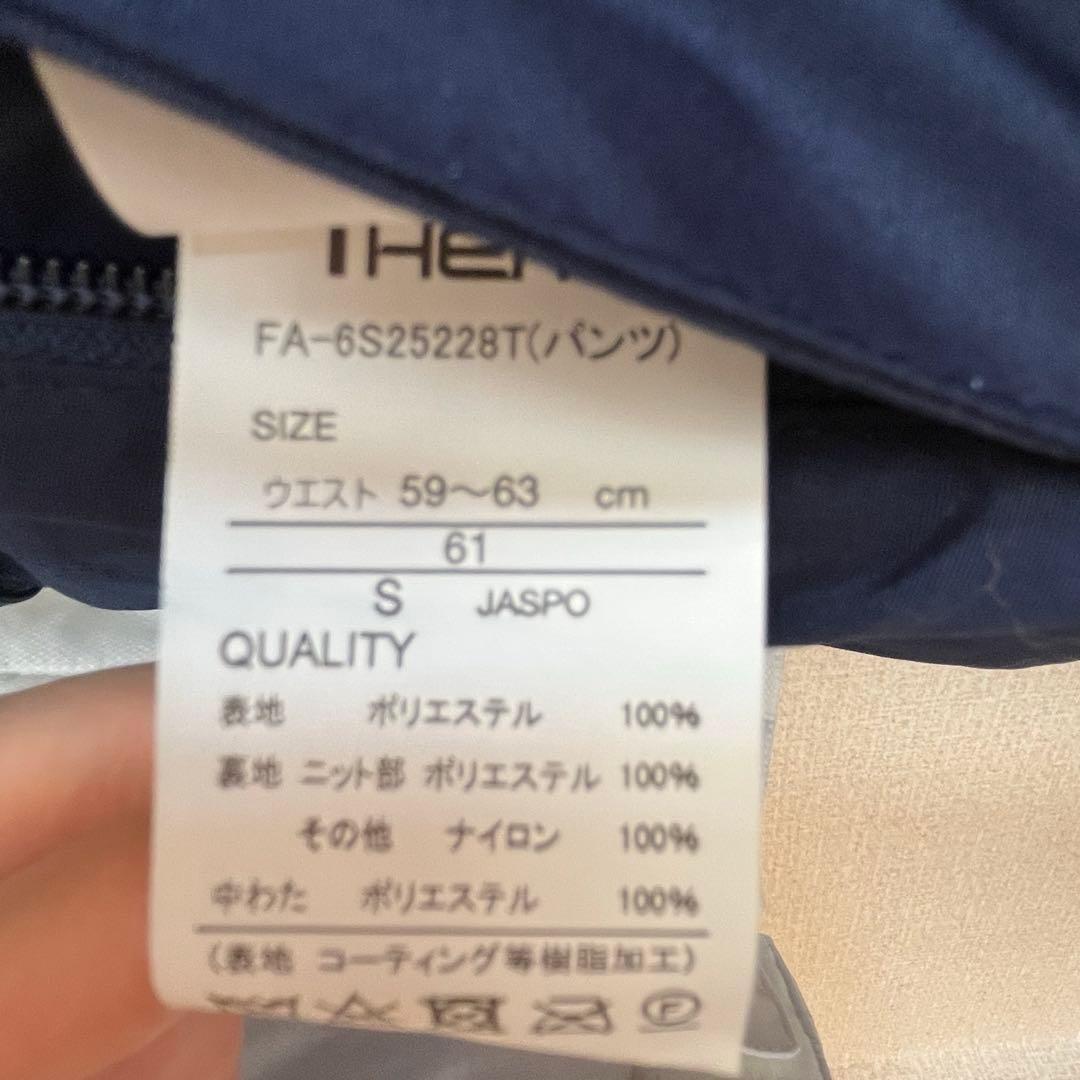 FA-6S25228T(パンツ)
SIZE
ウエスト 59〜63 cm
61
S JASPO
QUALITY
表地 ポリエステル 100%
裏地 ニット部 ポリエステル 100%
その他 ナイロン 100%
中わた ポリエステル 100%
(表地 コーティング等樹脂加工)
F